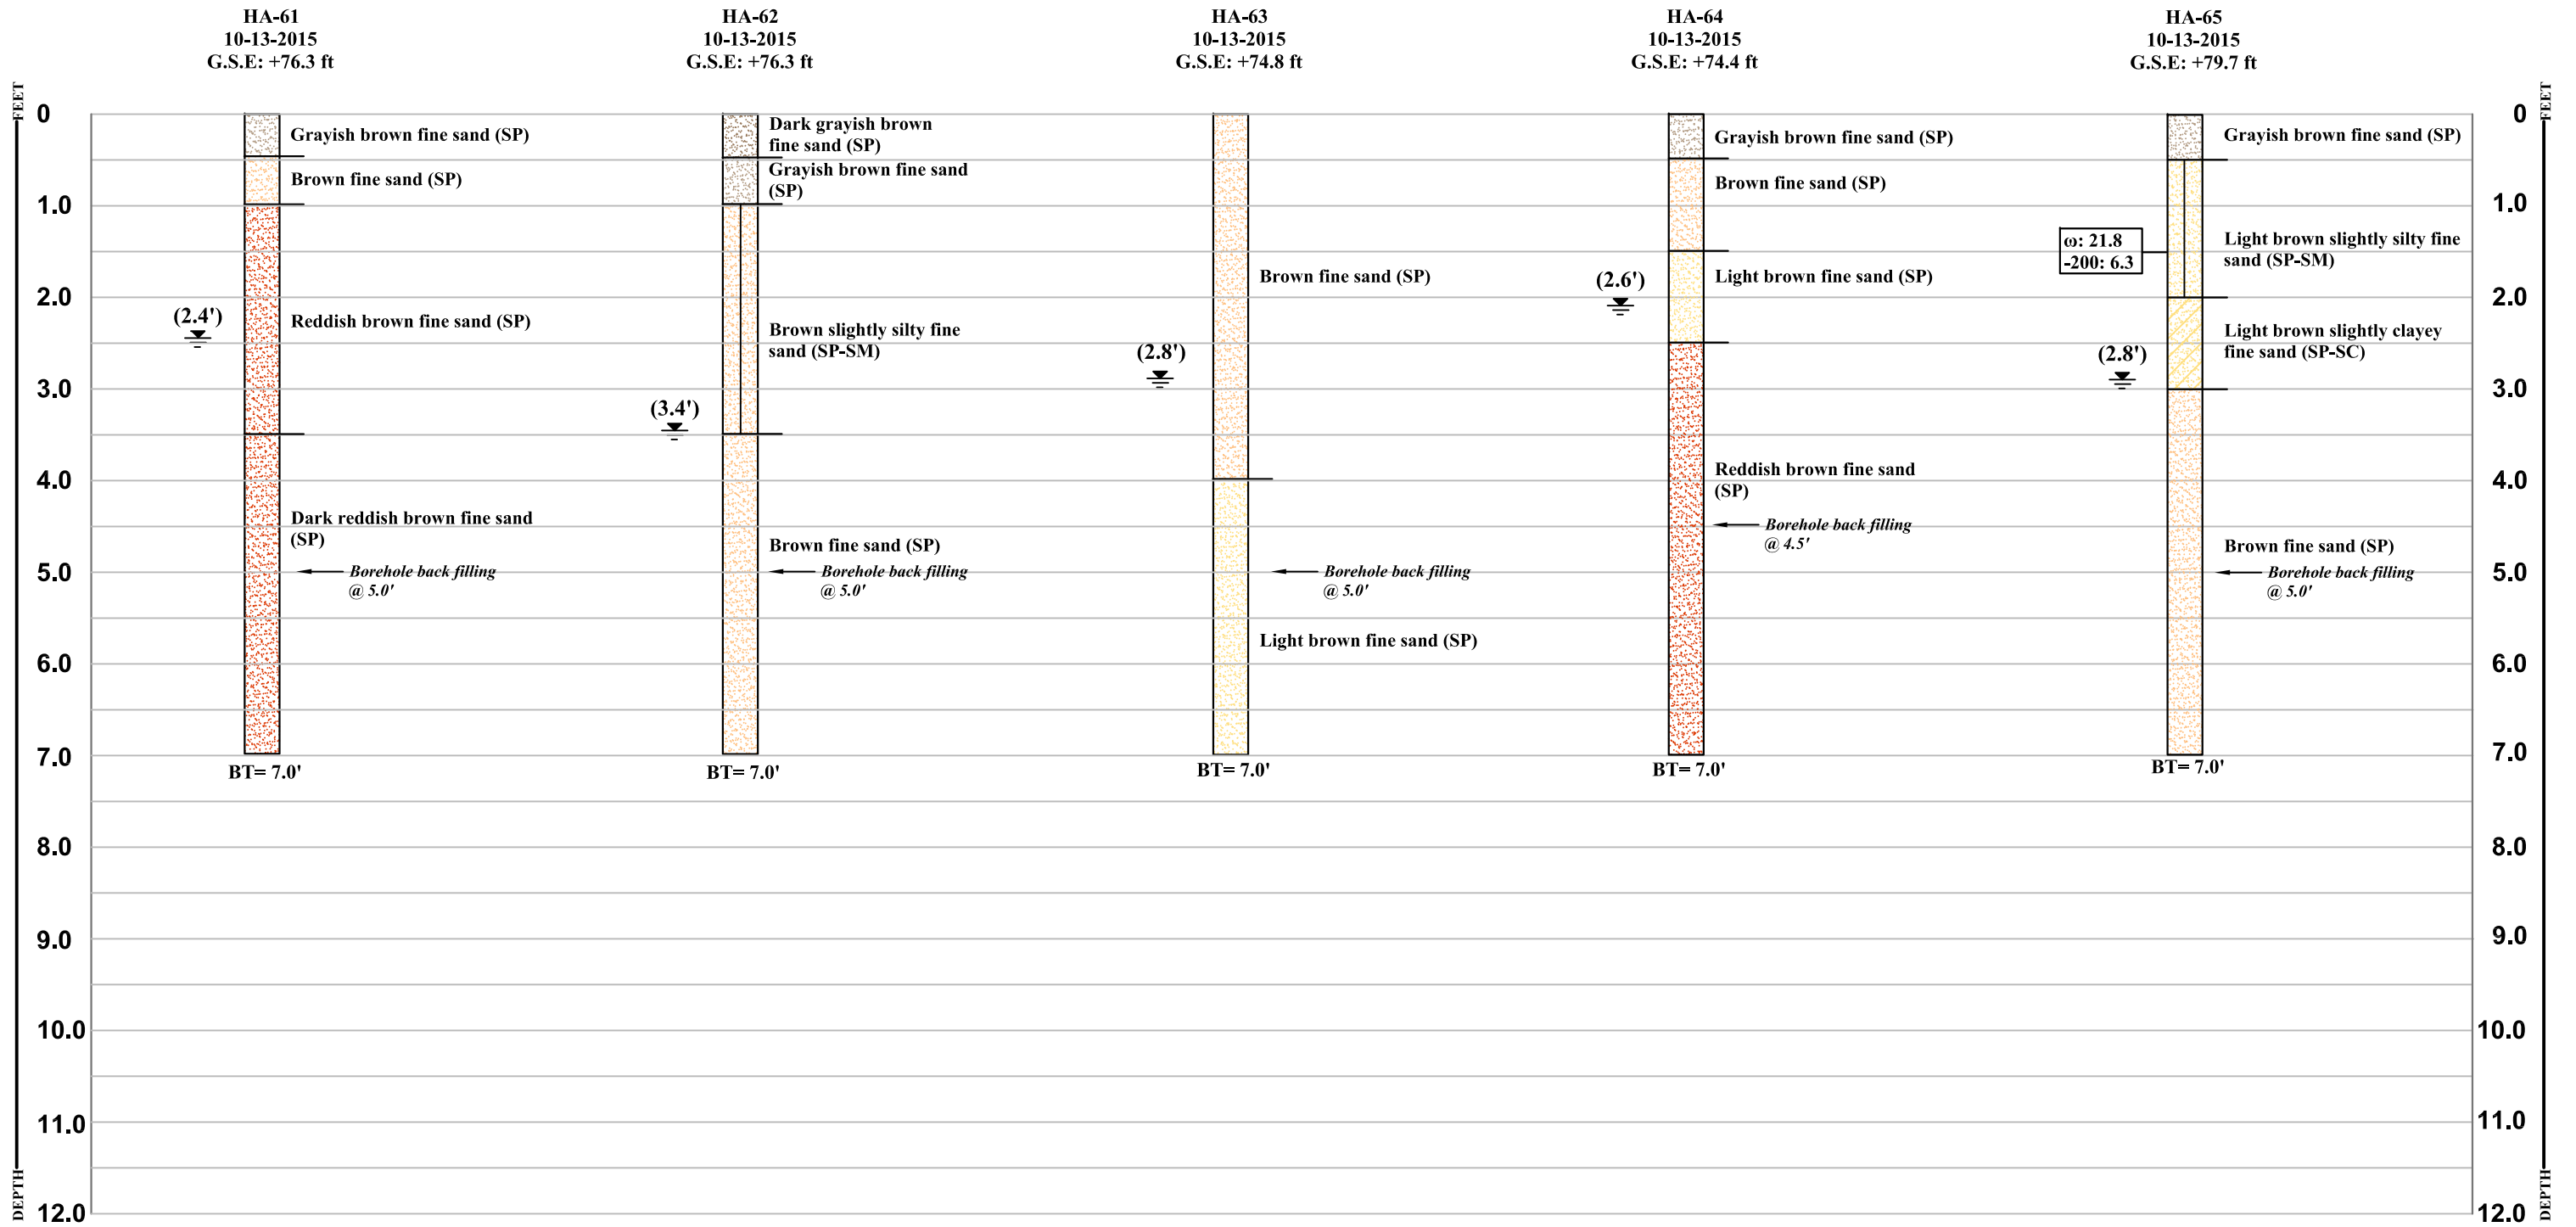 HA-61
10-13-2015
G.S.E: +76.3 ft
HA-62
10-13-2015
G.S.E: +76.3 ft
HA-63
10-13-2015
G.S.E: +74.8 ft
HA-64
10-13-2015
G.S.E: +74.4 ft
HA-65
10-13-2015
G.S.E: +79.7 ft
FEET
0
1.0
2.0
3.0
4.0
5.0
6.0
7.0
8.0
9.0
10.0
11.0
12.0
DEPTH
Grayish brown fine sand (SP)
Brown fine sand (SP)
(2.4')
Reddish brown fine sand (SP)
Dark reddish brown fine sand
(SP)
Borehole back filling
@ 5.0'
BT= 7.0'
Dark grayish brown
fine sand (SP)
Grayish brown fine sand
(SP)
Brown slightly silty fine
sand (SP-SM)
(3.4')
Brown fine sand (SP)
Borehole back filling
@ 5.0'
BT= 7.0'
Brown fine sand (SP)
(2.8')
Borehole back filling
@ 5.0'
Light brown fine sand (SP)
BT= 7.0'
Grayish brown fine sand (SP)
Brown fine sand (SP)
(2.6')
Light brown fine sand (SP)
Reddish brown fine sand
(SP)
Borehole back filling
@ 4.5'
BT= 7.0'
Grayish brown fine sand (SP)
ω: 21.8
-200: 6.3
Light brown slightly silty fine
sand (SP-SM)
Light brown slightly clayey
fine sand (SP-SC)
(2.8')
Brown fine sand (SP)
Borehole back filling
@ 5.0'
BT= 7.0'
FEET
0
1.0
2.0
3.0
4.0
5.0
6.0
7.0
8.0
9.0
10.0
11.0
12.0
DEPTH